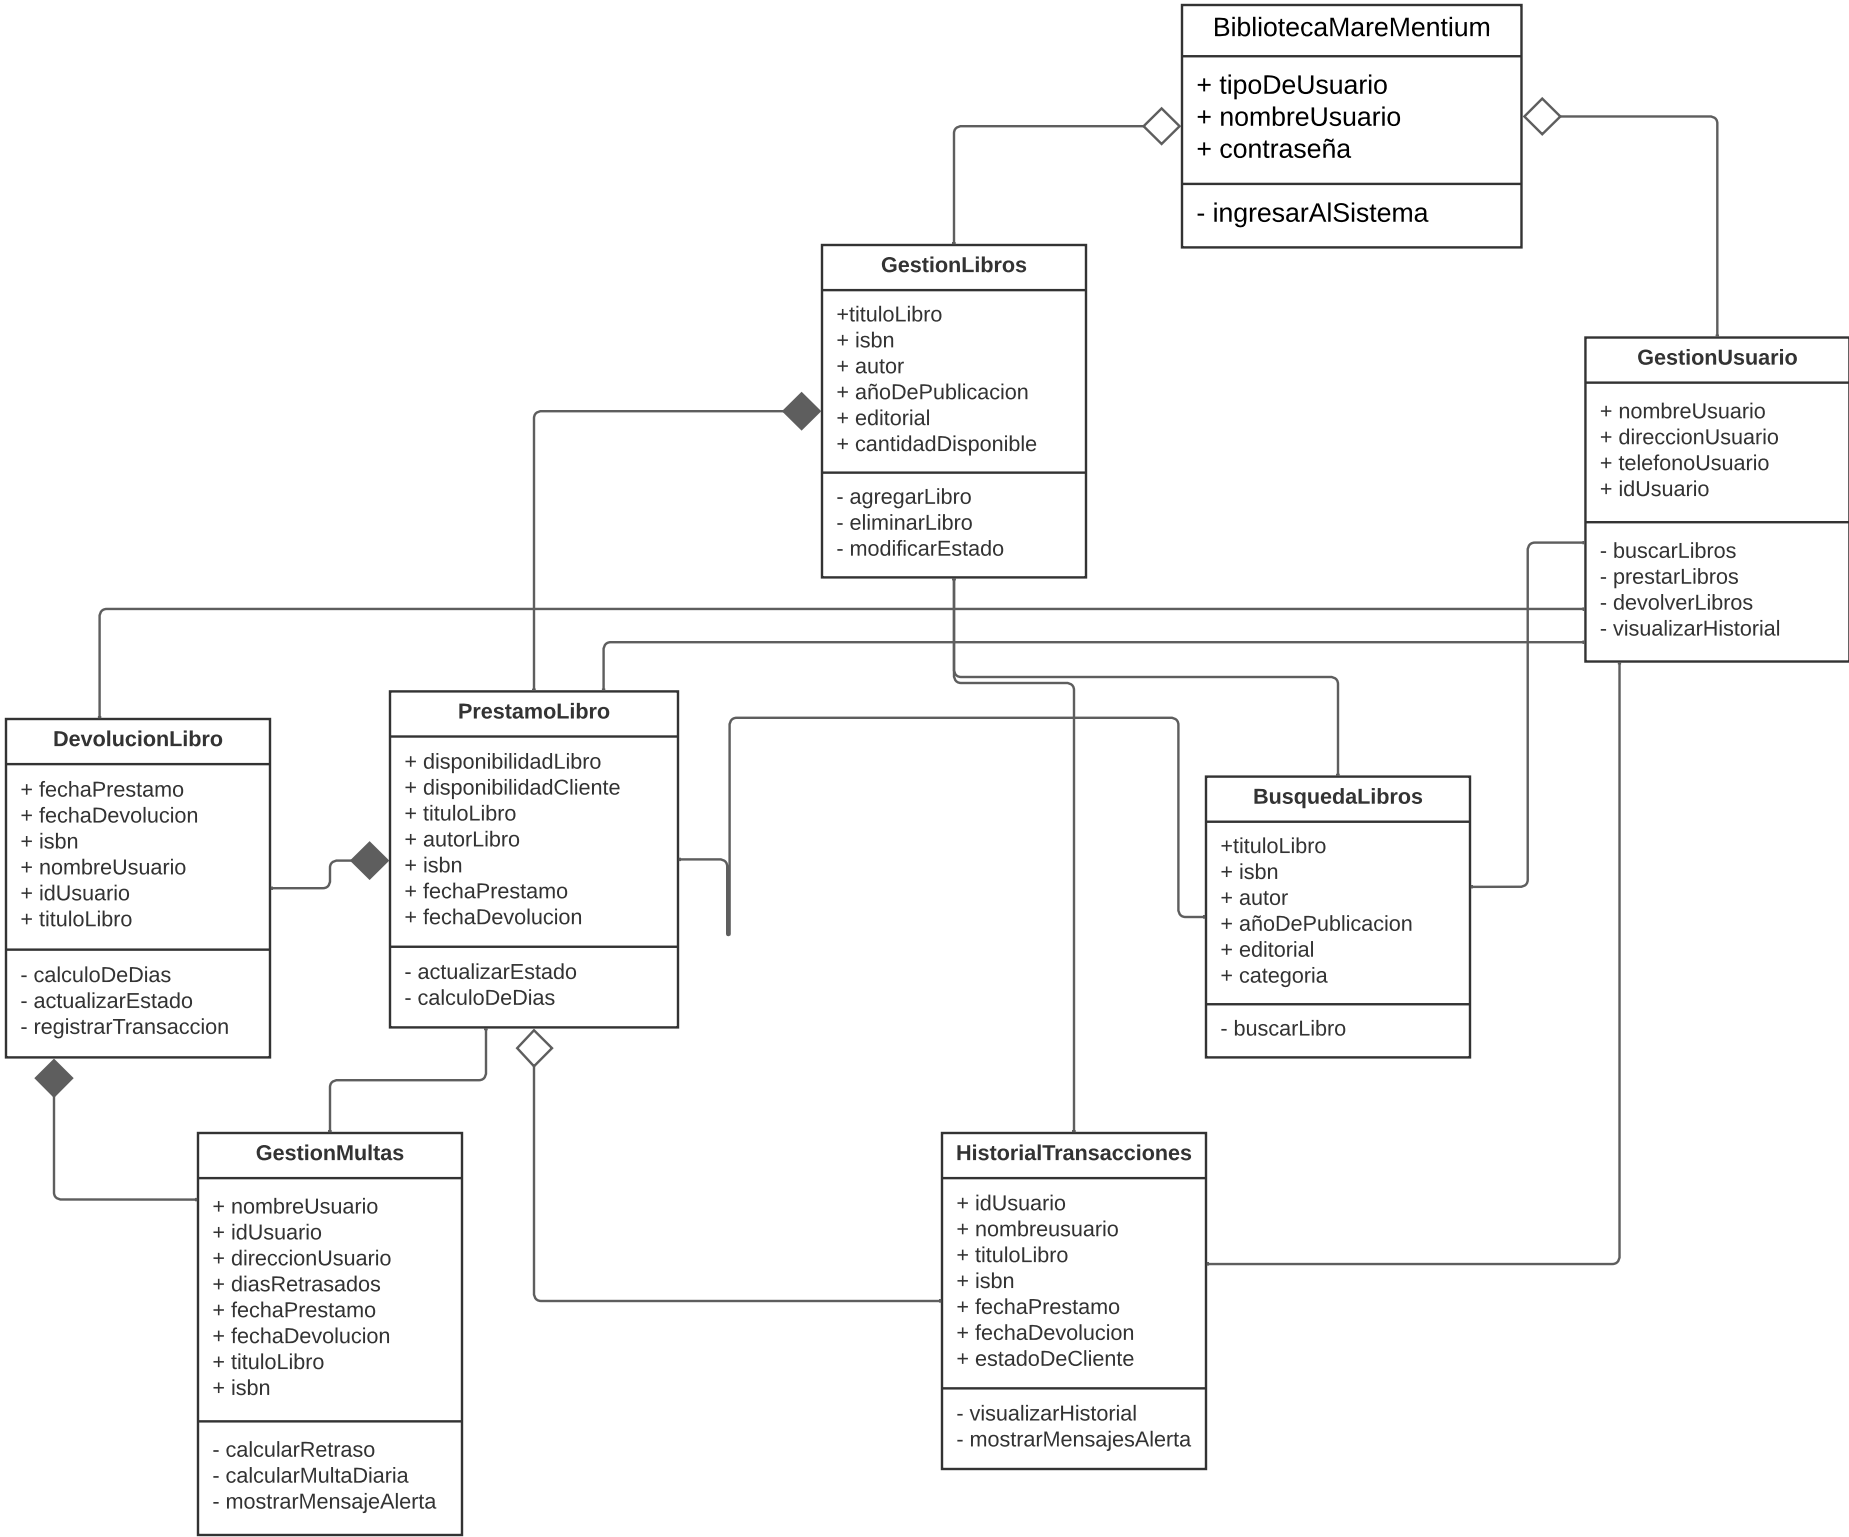 BibliotecaMareMentium
+ tipoDeUsuario
+ nombreUsuario
+ contraseña
- ingresarAlSistema
GestionLibros
+tituloLibro
+ isbn
+ autor
+ añoDePublicacion
+ editorial
+ cantidadDisponible
- agregarLibro
- eliminarLibro
- modificarEstado
GestionUsuario
+ nombreUsuario
+ direccionUsuario
+ telefonoUsuario
+ idUsuario
- buscarLibros
- prestarLibros
- devolverLibros
- visualizarHistorial
DevolucionLibro
+ fechaPrestamo
+ fechaDevolucion
+ isbn
+ nombreUsuario
+ idUsuario
+ tituloLibro
- calculoDeDias
- actualizarEstado
- registrarTransaccion
PrestamoLibro
+ disponibilidadLibro
+ disponibilidadCliente
+ tituloLibro
+ autorLibro
+ isbn
+ fechaPrestamo
+ fechaDevolucion
- actualizarEstado
- calculoDeDias
BusquedaLibros
+tituloLibro
+ isbn
+ autor
+ añoDePublicacion
+ editorial
+ categoria
- buscarLibro
GestionMultas
+ nombreUsuario
+ idUsuario
+ direccionUsuario
+ diasRetrasados
+ fechaPrestamo
+ fechaDevolucion
+ tituloLibro
+ isbn
- calcularRetraso
- calcularMultaDiaria
- mostrarMensajeAlerta
HistorialTransacciones
+ idUsuario
+ nombreusuario
+ tituloLibro
+ isbn
+ fechaPrestamo
+ fechaDevolucion
+ estadoDeCliente
- visualizarHistorial
- mostrarMensajesAlerta